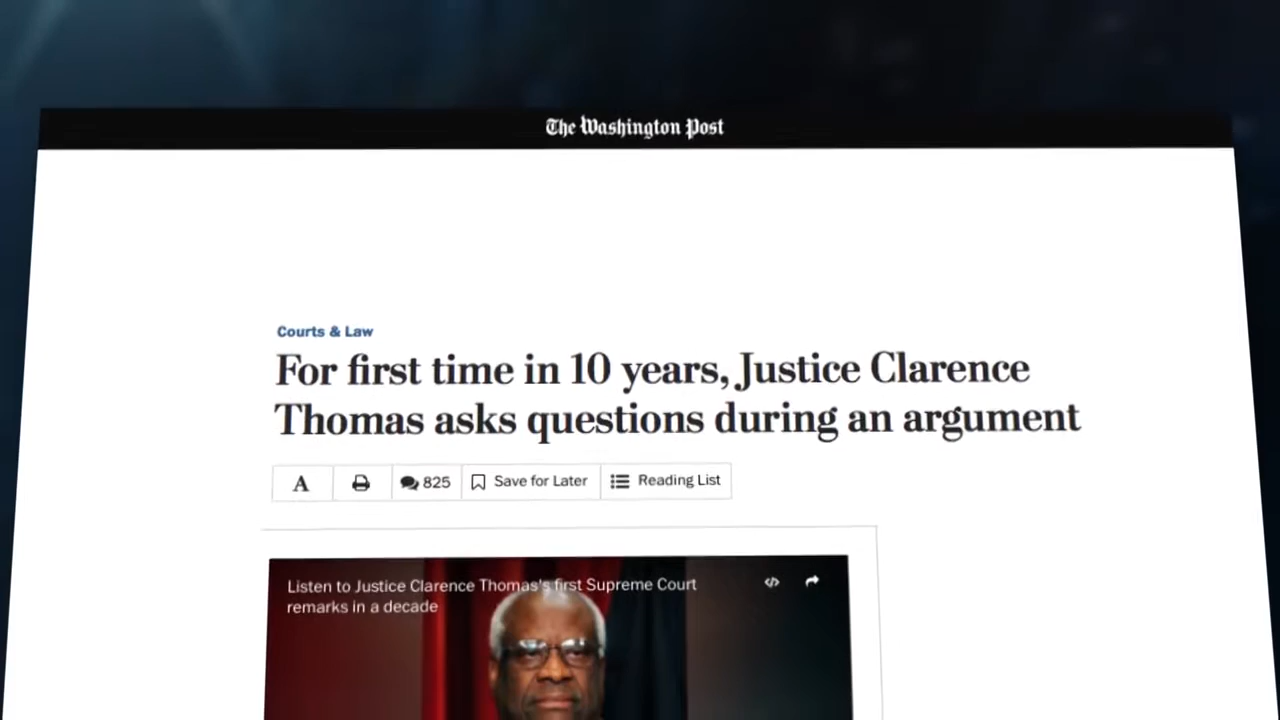 The Washington Post
Courts & Law
For first time in 10 years, Justice Clarence
Thomas asks questions during an argument
A 825 Save for Later Reading List
Listen to Justice Clarence Thomas's first Supreme Court
remarks in a decade